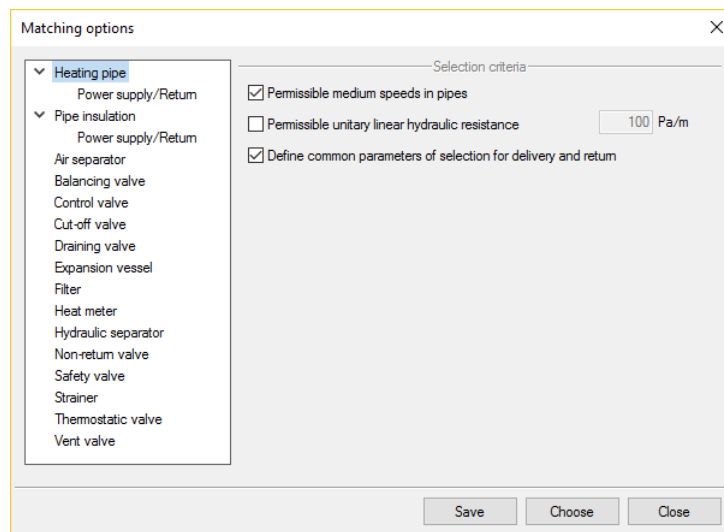 Matching options
Heating pipe
Power supply/Return
Pipe insulation
Power supply/Return
Air separator
Balancing valve
Control valve
Cut-off valve
Draining valve
Expansion vessel
Filter
Heat meter
Hydraulic separator
Non-return valve
Safety valve
Strainer
Thermostatic valve
Vent valve
Selection criteria
Permissible medium speeds in pipes
Permissible unitary linear hydraulic resistance 100 Pa/m
Define common parameters of selection for delivery and return
Save Choose Close